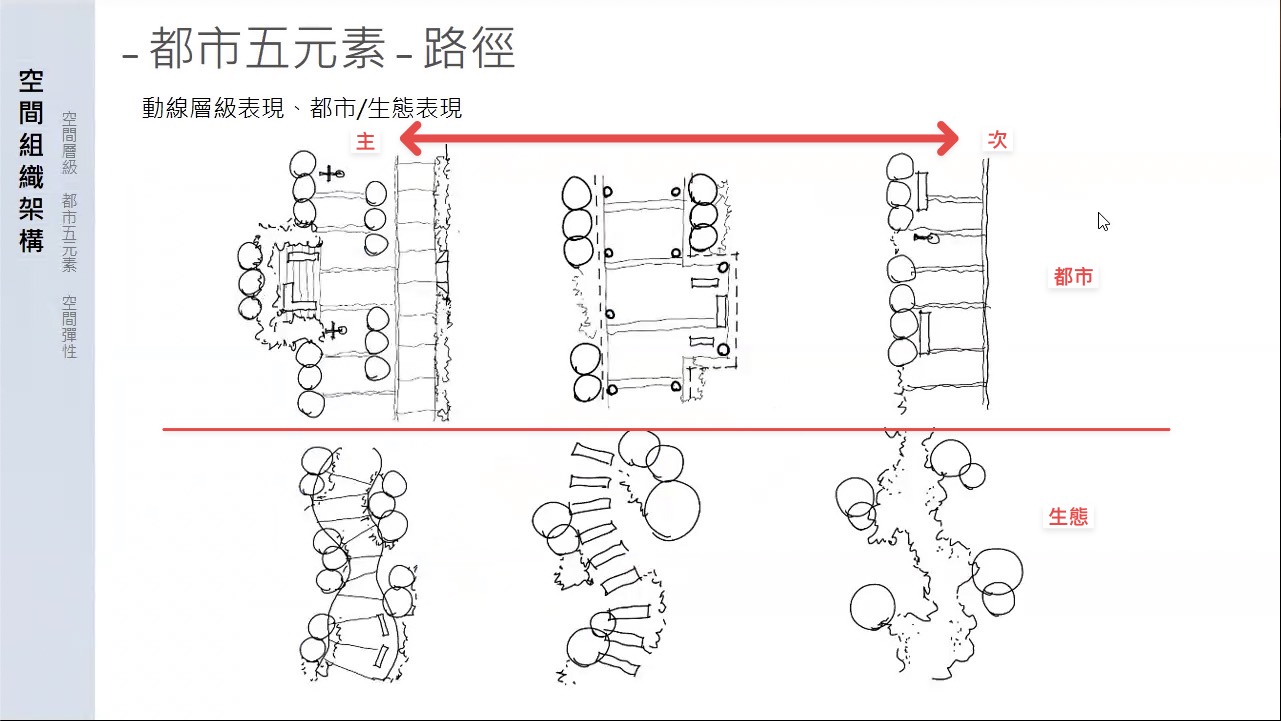 空間組織架構
空間層級 都市五元素 空間彈性
–都市五元素–路徑
動線層級表現、都市/生態表現
主
次
都市
生態